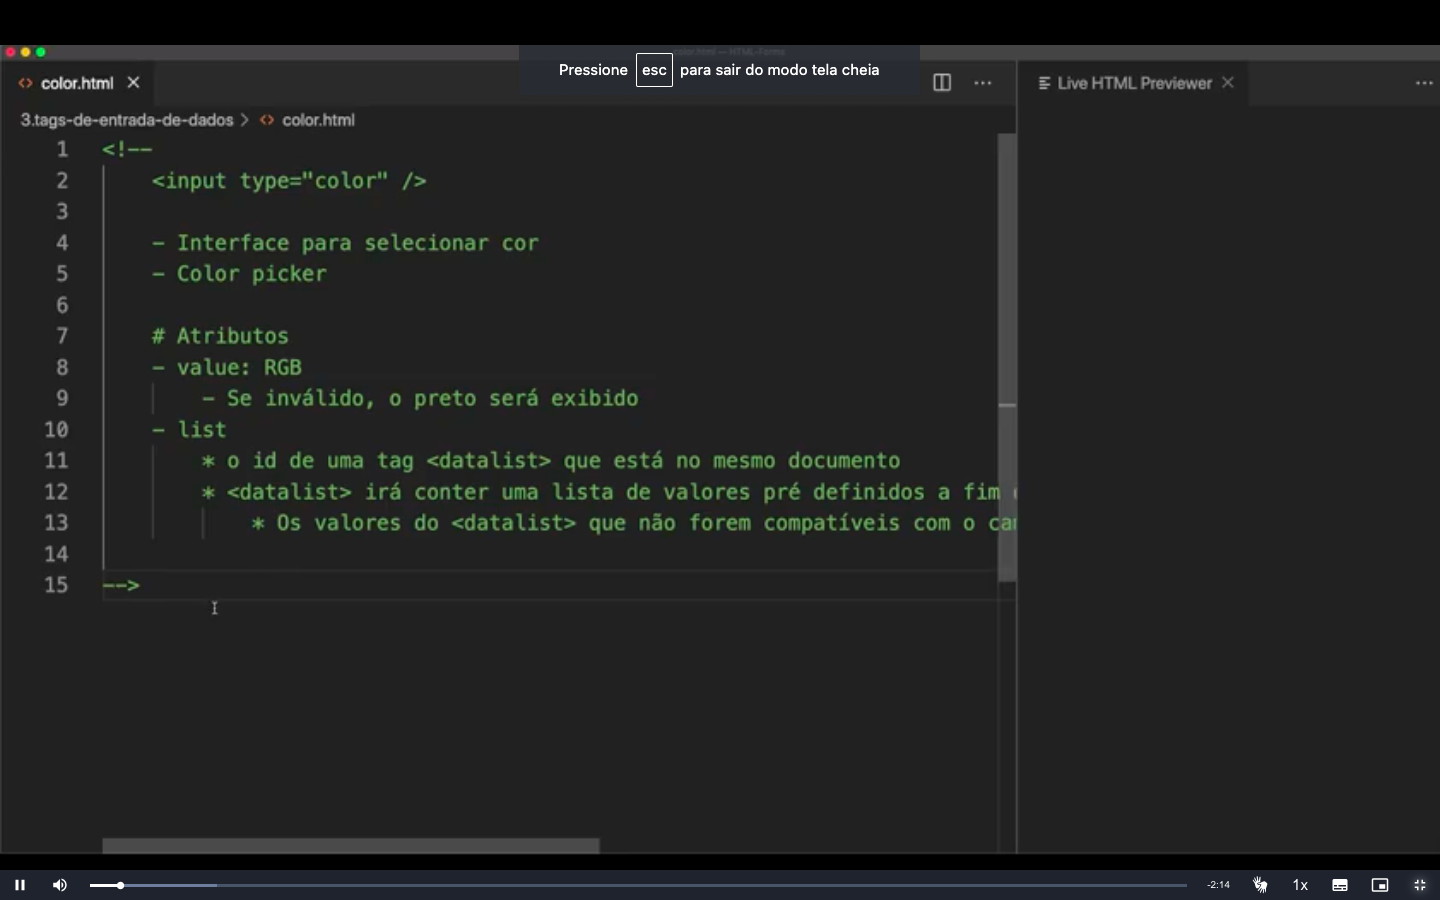 Pressione esc para sair do modo tela cheia
color.html
Live HTML Previewer
3.tags-de-entrada-de-dados > color.html
1 <!--
2 <input type="color" />
3
4 - Interface para selecionar cor
5 - Color picker
6
7 # Atributos
8 - value: RGB
9 - Se inválido, o preto será exibido
10 - list
11 * o id de uma tag <datalist> que está no mesmo documento
12 * <datalist> irá conter uma lista de valores pré definidos a fim
13 * Os valores do <datalist> que não forem compatíveis com o
14
15 -->
-2:14
1x